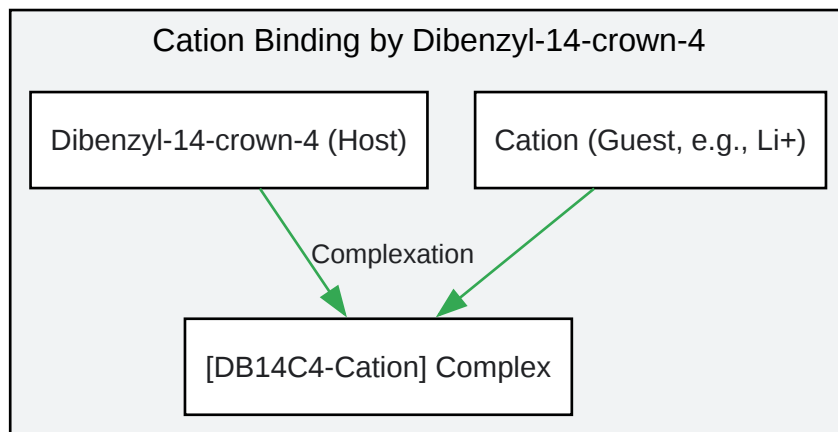 Cation Binding by Dibenzyl-14-crown-4
Dibenzyl-14-crown-4 (Host)
Cation (Guest, e.g., Li+)
Complexation
[DB14C4-Cation] Complex